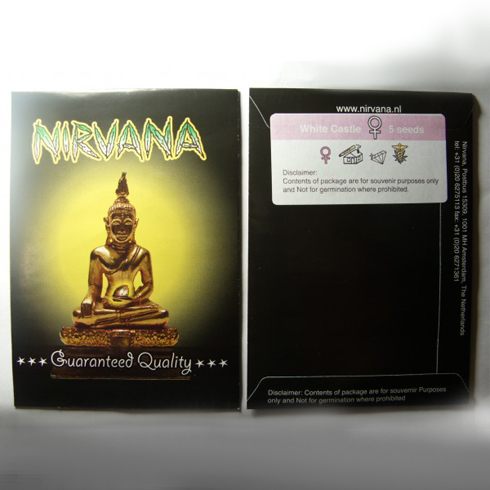 NIRVANA
*** Guaranteed Quality ***
www.nirvana.nl
White Castle 5 seeds
Disclaimer:
Contents of package are for souvenir purposes only
and Not for germination where prohibited.
Nirvana, Postbus 15309, 1001 MH Amsterdam, The Netherlands
tel: +31 (0)20 6275113 fax: +31 (0)20 6271361
Disclaimer: Contents of package are for souvernir Purposes
only and Not for germination where prohibited